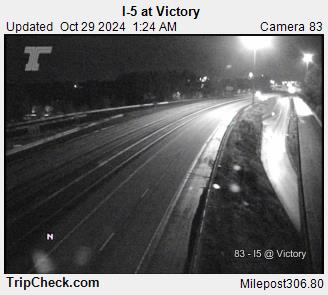 I-5 at Victory
Updated  Oct 29 2024  1:24 AM
Camera 83
T
N
83 - I5 @ Victory
TripCheck.com
Milepost306.80